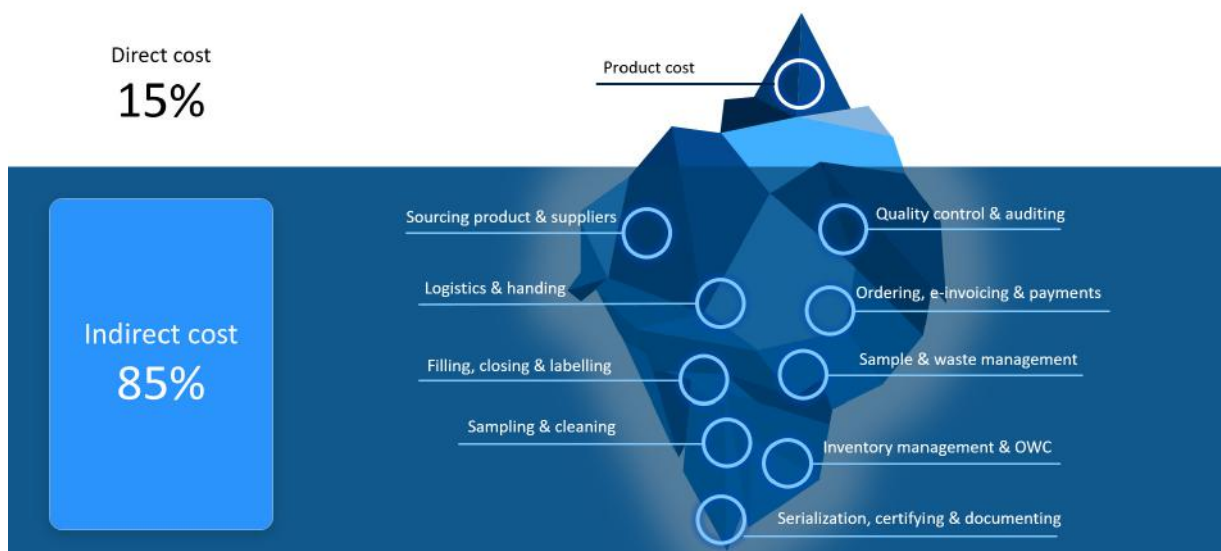 Direct cost
15%
Product cost
Indirect cost
85%
Sourcing product & suppliers
Quality control & auditing
Logistics & handing
Ordering, e-invoicing & payments
Filling, closing & labelling
Sample & waste management
Sampling & cleaning
Inventory management & OWC
Serialization, certifying & documenting